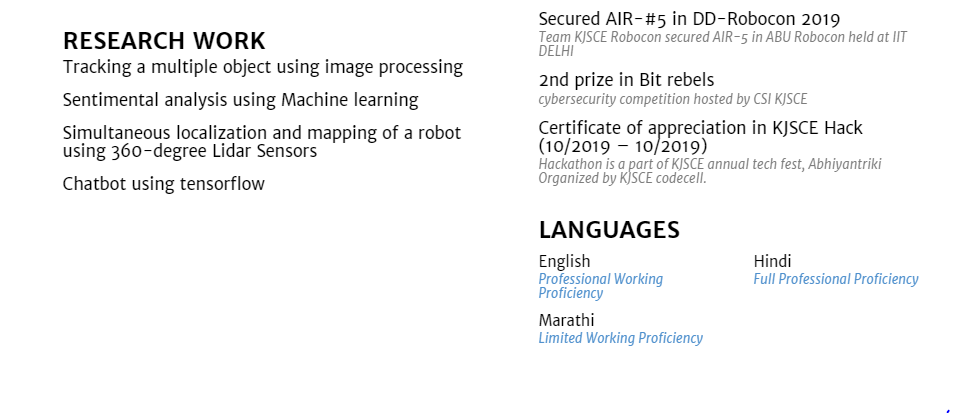 RESEARCH WORK
Tracking a multiple object using image processing
Sentimental analysis using Machine learning
Simultaneous localization and mapping of a robot
using 360-degree Lidar Sensors
Chatbot using tensorflow
Secured AIR-#5 in DD-Robocon 2019
Team KJSCE Robocon secured AIR-5 in ABU Robocon held at IIT
DELHI
2nd prize in Bit rebels
cybersecurity competition hosted by CSI KJSCE
Certificate of appreciation in KJSCE Hack
(10/2019 – 10/2019)
Hackathon is a part of KJSCE annual tech fest, Abhiyantriki
Organized by KJSCE codecell.
LANGUAGES
English
Professional Working
Proficiency
Hindi
Full Professional Proficiency
Marathi
Limited Working Proficiency